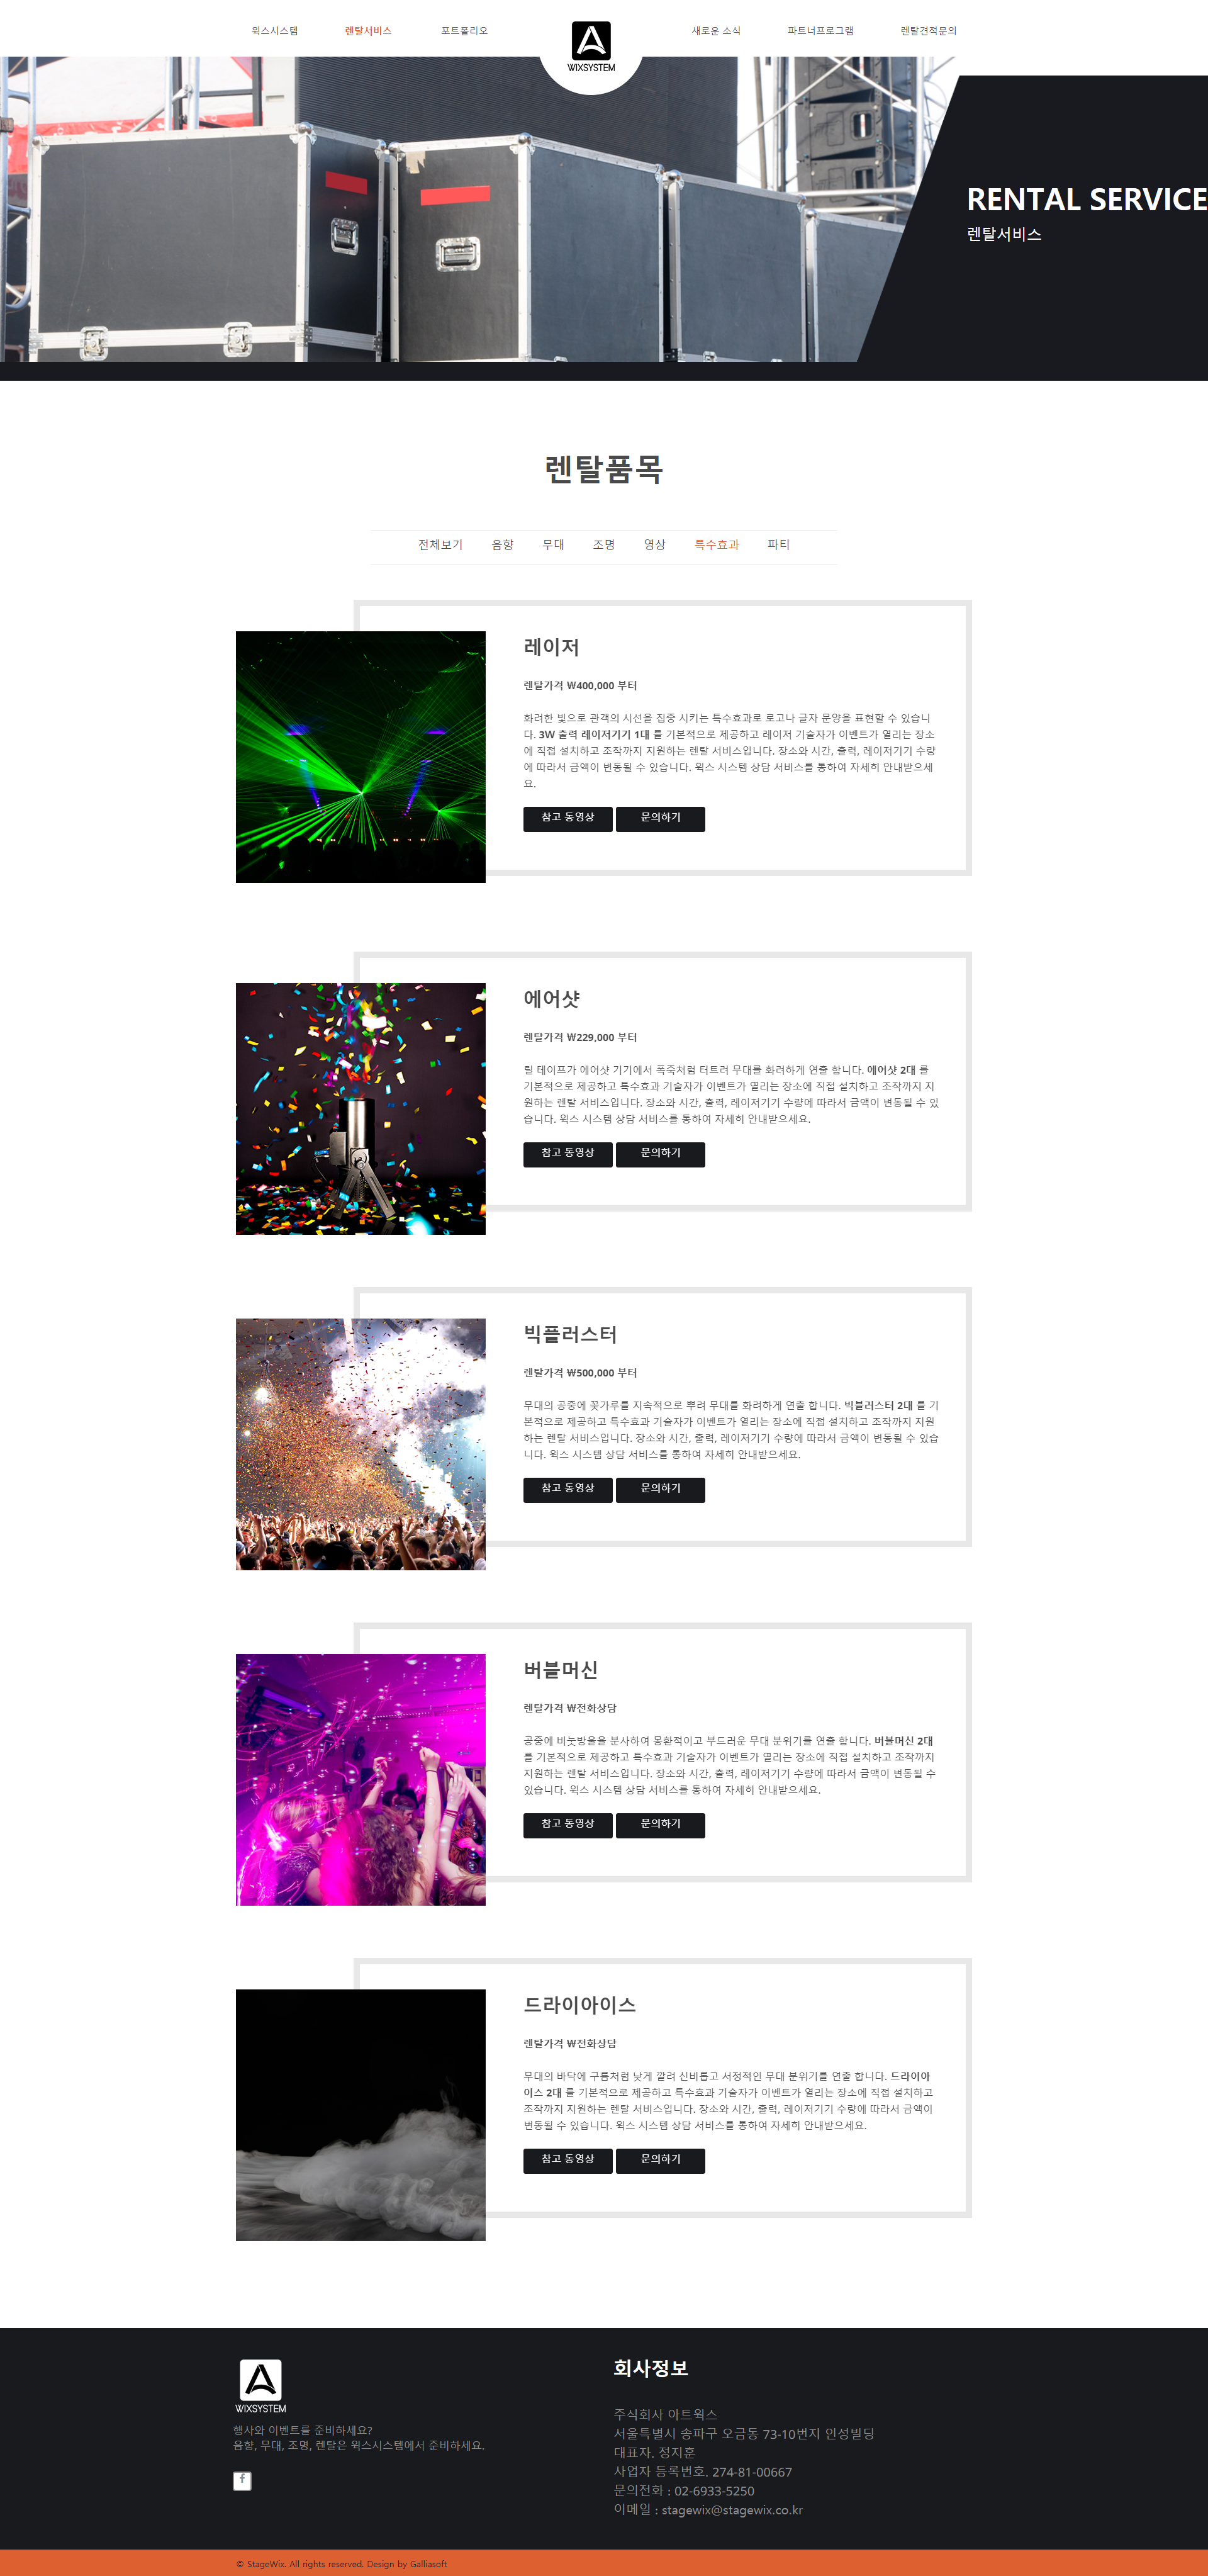 윅스시스템
렌탈서비스
포트폴리오
WIXSYSTEM
새로운 소식
파트너프로그램
렌탈견적문의
RENTAL SERVICE
렌탈서비스
렌탈품목
전체보기 음향 무대 조명 영상 특수효과 파티
레이저
렌탈가격 ₩400,000 부터
화려한 빛으로 관객의 시선을 집중 시키는 특수효과로 로고나 글자 문양을 표현할 수 있습니
다. 3W 출력 레이저기기 1대 를 기본적으로 제공하고 레이저 기술자가 이벤트가 열리는 장소
에 직접 설치하고 조작까지 지원하는 렌탈 서비스입니다. 장소와 시간, 출력, 레이저기기 수량
에 따라서 금액이 변동될 수 있습니다. 윅스 시스템 상담 서비스를 통하여 자세히 안내받으세
요.
참고 동영상 문의하기
에어샷
렌탈가격 ₩229,000 부터
릴 테이프가 에어샷 기기에서 폭죽처럼 터트려 무대를 화려하게 연출 합니다. 에어샷 2대 를
기본적으로 제공하고 특수효과 기술자가 이벤트가 열리는 장소에 직접 설치하고 조작까지 지
원하는 렌탈 서비스입니다. 장소와 시간, 출력, 레이저기기 수량에 따라서 금액이 변동될 수 있
습니다. 윅스 시스템 상담 서비스를 통하여 자세히 안내받으세요.
참고 동영상 문의하기
빅플러스터
렌탈가격 ₩500,000 부터
무대의 공중에 꽃가루를 지속적으로 뿌려 무대를 화려하게 연출 합니다. 빅블러스터 2대 를 기
본적으로 제공하고 특수효과 기술자가 이벤트가 열리는 장소에 직접 설치하고 조작까지 지원
하는 렌탈 서비스입니다. 장소와 시간, 출력, 레이저기기 수량에 따라서 금액이 변동될 수 있습
니다. 윅스 시스템 상담 서비스를 통하여 자세히 안내받으세요.
참고 동영상 문의하기
버블머신
렌탈가격 ₩전화상담
공중에 비눗방울을 분사하여 몽환적이고 부드러운 무대 분위기를 연출 합니다. 버블머신 2대
를 기본적으로 제공하고 특수효과 기술자가 이벤트가 열리는 장소에 직접 설치하고 조작까지
지원하는 렌탈 서비스입니다. 장소와 시간, 출력, 레이저기기 수량에 따라서 금액이 변동될 수
있습니다. 윅스 시스템 상담 서비스를 통하여 자세히 안내받으세요.
참고 동영상 문의하기
드라이아이스
렌탈가격 ₩전화상담
무대의 바닥에 구름처럼 낮게 깔려 신비롭고 서정적인 무대 분위기를 연출 합니다. 드라이아
이스 2대 를 기본적으로 제공하고 특수효과 기술자가 이벤트가 열리는 장소에 직접 설치하고
조작까지 지원하는 렌탈 서비스입니다. 장소와 시간, 출력, 레이저기기 수량에 따라서 금액이
변동될 수 있습니다. 윅스 시스템 상담 서비스를 통하여 자세히 안내받으세요.
참고 동영상 문의하기
WIXSYSTEM
행사와 이벤트를 준비하세요?
음향, 무대, 조명, 렌탈은 윅스시스템에서 준비하세요.
f
회사정보
주식회사 아트웍스
서울특별시 송파구 오금동 73-10번지 인성빌딩
대표자. 정지훈
사업자 등록번호. 274-81-00667
문의전화 : 02-6933-5250
이메일 : stagewix@stagewix.co.kr
© StageWix. All rights reserved. Design by Galliasoft